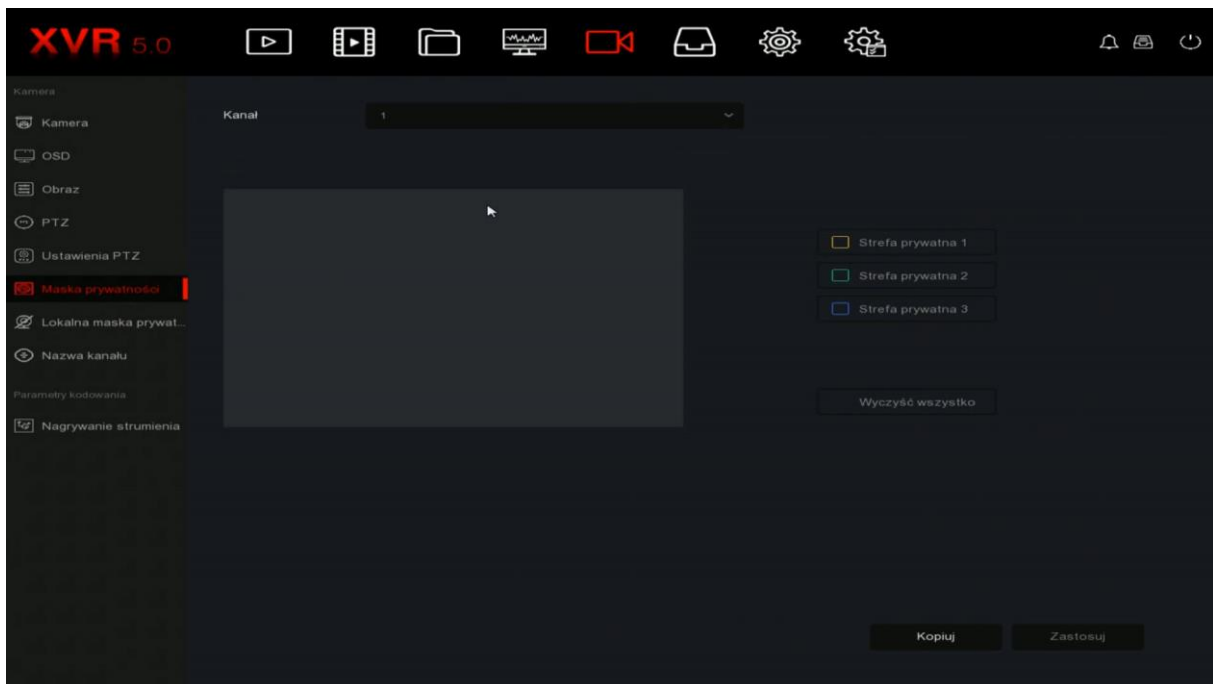 XVR 5.0
Kamera
Kamera
OSD
Obraz
PTZ
Ustawienia PTZ
Maska prywatności
Lokalna maska prywat...
Nazwa kanału
Parametry kodowania
Nagrywanie strumienia
Kanał 1
Strefa prywatna 1
Strefa prywatna 2
Strefa prywatna 3
Wyczyść wszystko
Kopiuj Zastosuj